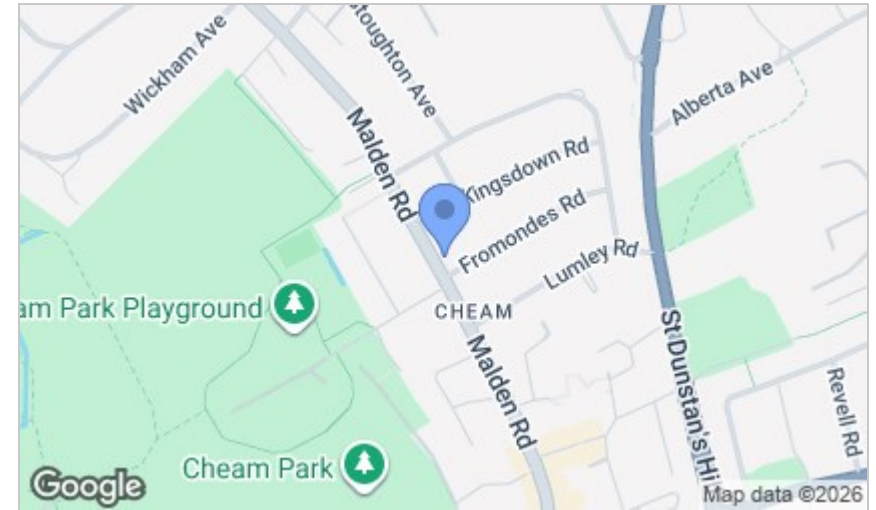 Wickham Ave
Stoughton Ave
Alberta Ave
Malden Rd
Kingsdown Rd
Fromondes Rd
Lumley Rd
am Park Playground
CHEAM
St Dunstan's Hi
Malden Rd
Revell Rd
Cheam Park
Google
Map data ©2026